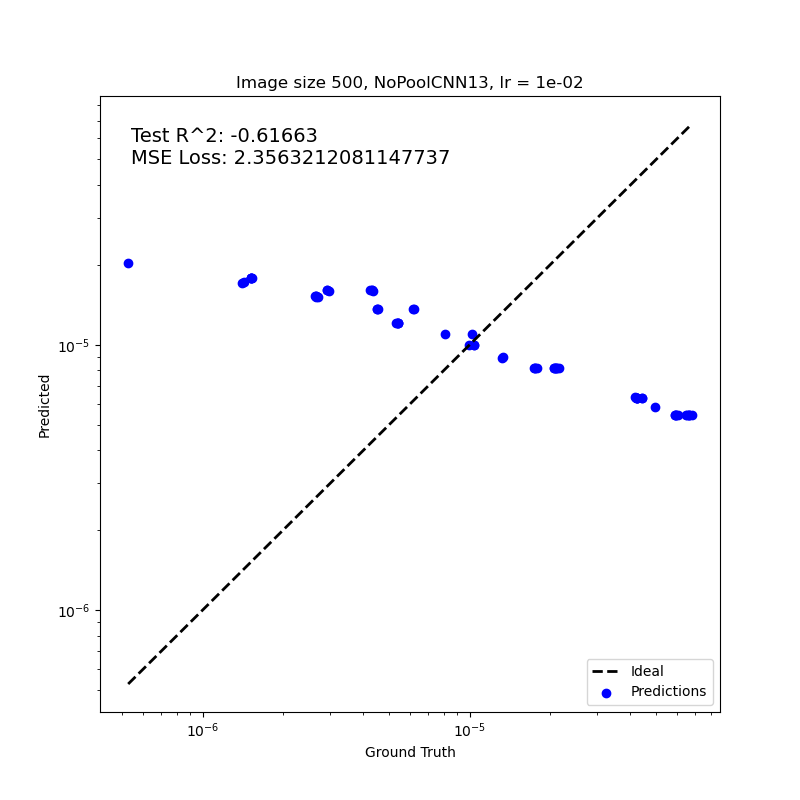 Image size 500, NoPoolCNN13, lr = 1e-02
Test R^2: -0.61663
MSE Loss: 2.3563212081147737
Predicted
10⁻⁵
10⁻⁶
10⁻⁶
10⁻⁵
Ground Truth
Ideal
Predictions